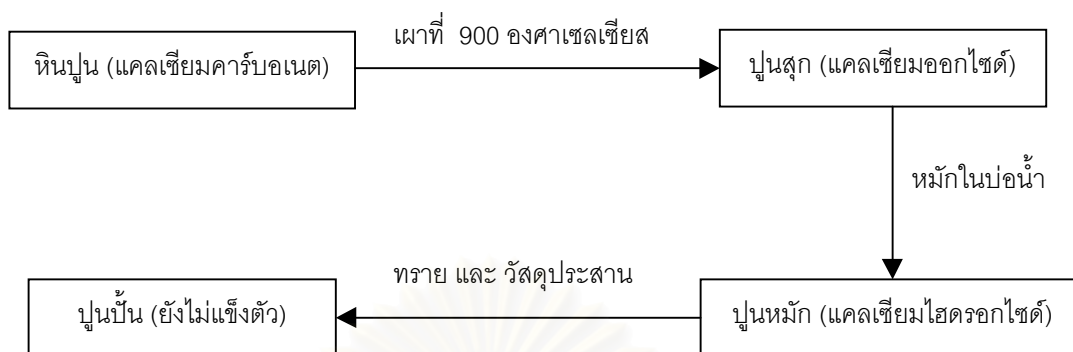 เผาที่ 900 องศาเซลเซียส
หินปูน (แคลเซียมคาร์บอเนต)
ปูนสุก (แคลเซียมออกไซด์)
หมักในบ่อน้ำ
ทราย และ วัสดุประสาน
ปูนปั้น (ยังไม่แข็งตัว)
ปูนหมัก (แคลเซียมไฮดรอกไซด์)